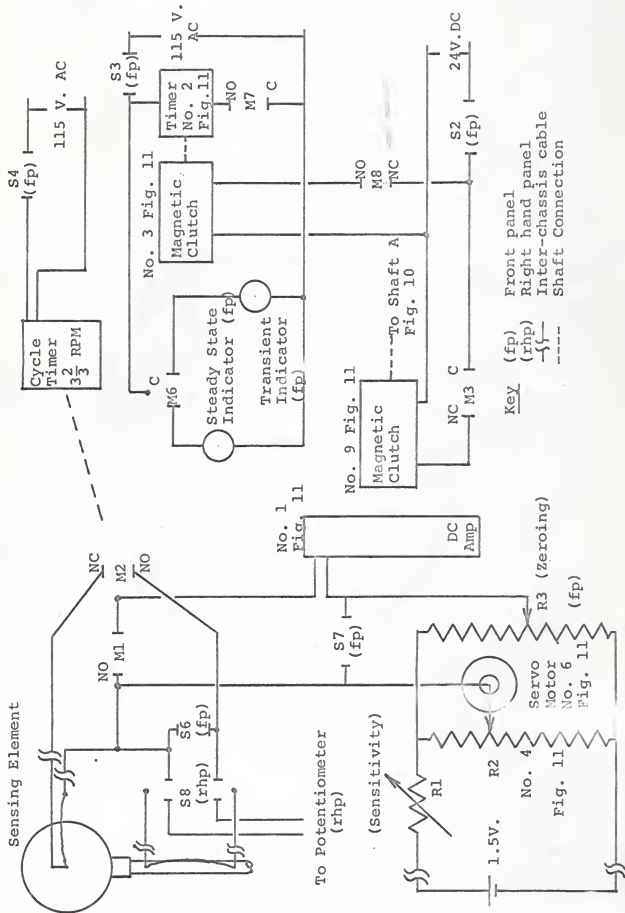 S4
(fp)
115 V. AC
Cycle
Timer
3 2/3 RPM
S3
(fp)
115 V.
AC
Timer
No. 2
Fig.11
NO
M7
C
No. 3 Fig. 11
Magnetic
Clutch
NO
M8
NC
C
M6
Steady State
Indicator (fp)
Transient
Indicator
(fp)
24V.DC
S2
(fp)
No. 9 Fig. 11
Magnetic
Clutch
To Shaft A
Fig. 10
NC
M3
C
Key
(fp) Front panel
(rhp) Right hand panel
Inter-chassis cable
Shaft Connection
Sensing Element
NC
M2
NO
NO
M1
No. 1
Fig. 11
DC
Amp
S6
(fp)
S8
(rhp)
S7
(fp)
To Potentiometer
(rhp)
(Sensitivity)
R1
R2
No. 4
Fig. 11
Servo
Motor
No. 6
Fig. 11
R3 (Zeroing)
(fp)
1.5V.